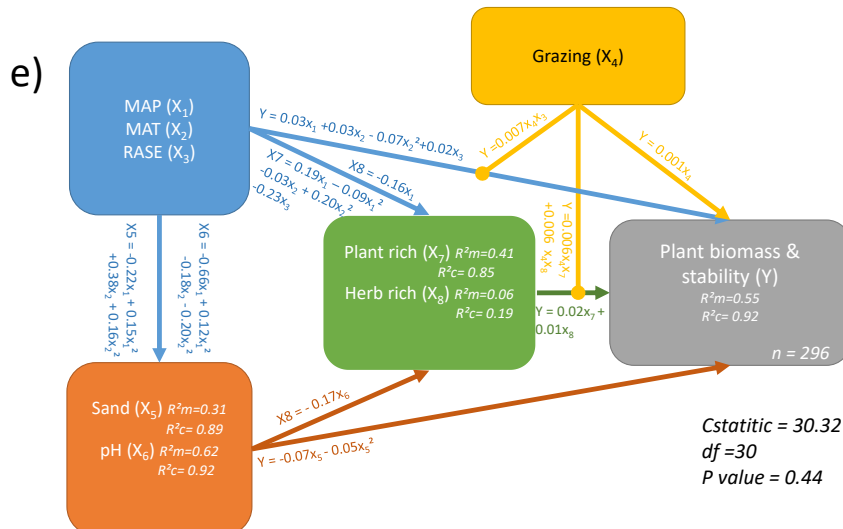 e)
MAP (X₁)
MAT (X₂)
RASE (X₃)
Grazing (X₄)
Y = 0.03x₁ +0.03x₂ - 0.07x₂²+0.02x₃
X8 = -0.16x₁
X7 = 0.19x₁ – 0.09x₁²
-0.03x₂ + 0.20x₂²
-0.23x₃
Y=0.007x₄x₃
Y=0.001x₄
Y=0.006x₄x₇
+0.006 x₄x₈
X5 = -0.22x₁ + 0.15x₁²
+0.38x₂ + 0.16x₂²
X6 = -0.66x₁ + 0.12x₁²
-0.18x₂ - 0.20x₂²
Plant rich (X₇) R²m=0.41
R²c= 0.85
Herb rich (X₈) R²m=0.06
R²c= 0.19
Y = 0.02x₇ +
0.01x₈
Plant biomass &
stability (Y)
R²m=0.55
R²c= 0.92
n = 296
Sand (X₅) R²m=0.31
R²c= 0.89
pH (X₆) R²m=0.62
R²c= 0.92
X8 = - 0.17x₆
Y = -0.07x₅ - 0.05x₅²
Cstatitic = 30.32
df =30
P value = 0.44